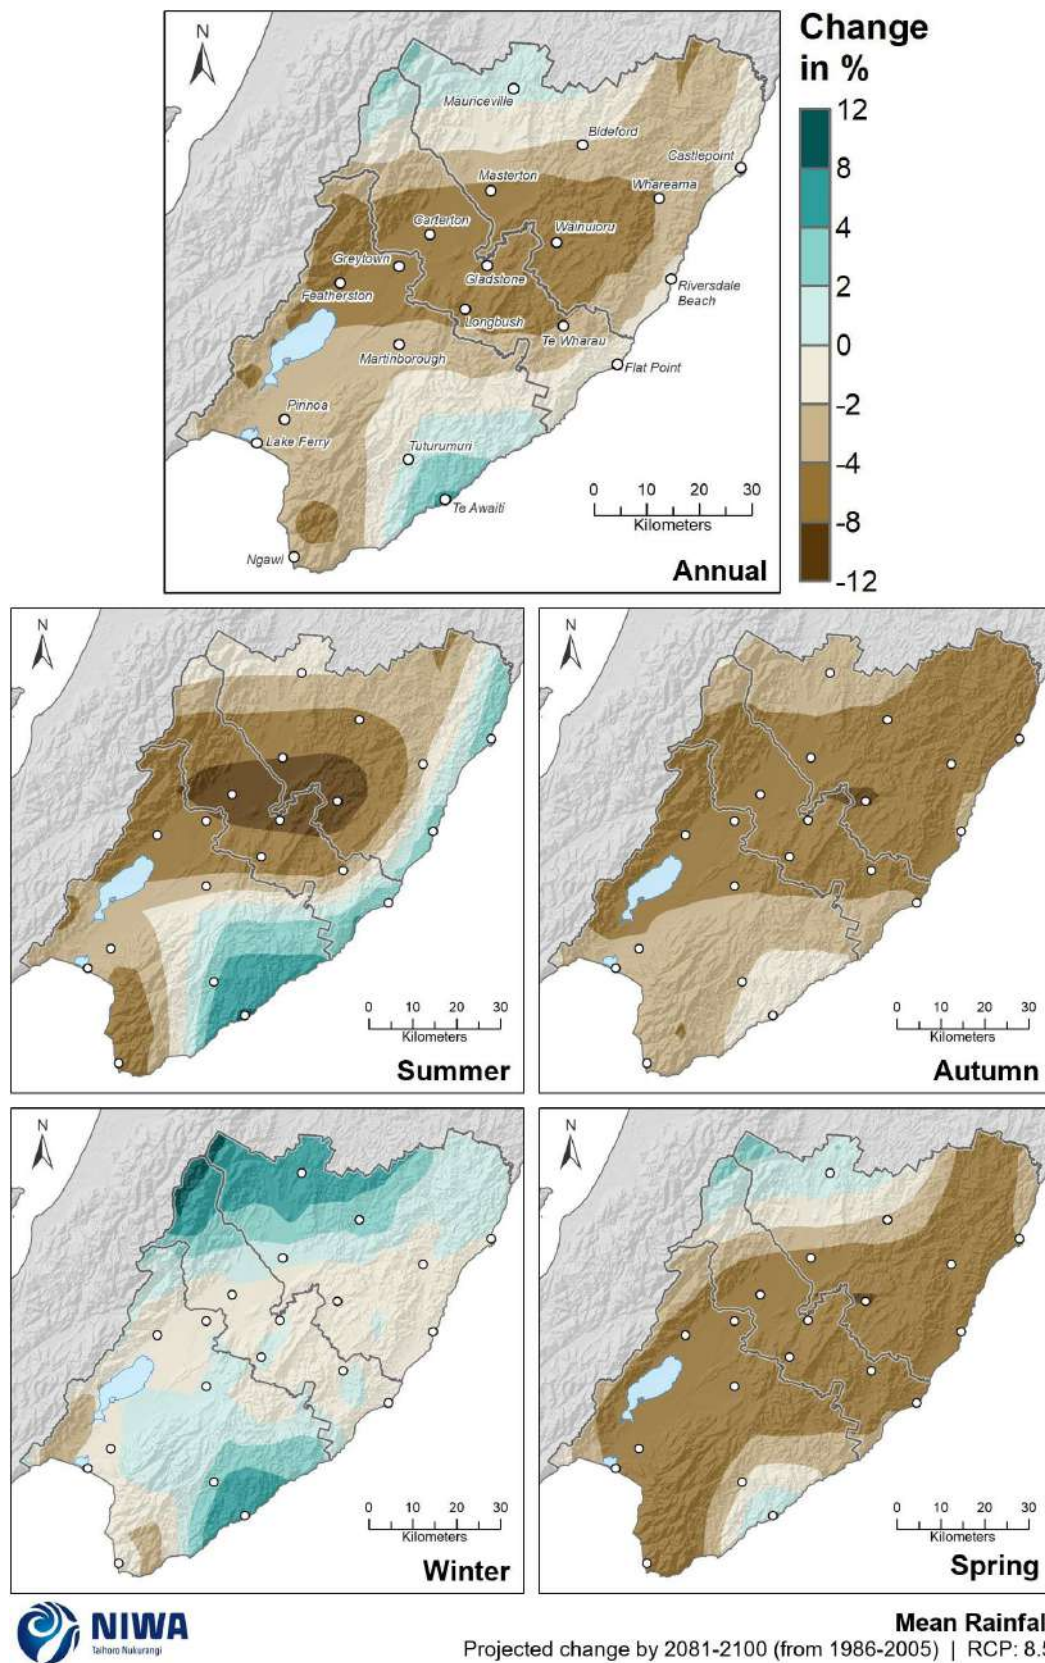 Change
in %
N
12
8
4
2
0
-2
-4
-8
-12
Mauriceville
Bideford
Castlepoint
Masterton
Whareama
Carterton
Wainuioru
Greytown
Gladstone
Featherston
Riversdale
Beach
Longbush
Te Wharau
Martinborough
Flat Point
Pirinoa
Lake Ferry
Tuturumuri
Te Awaiti
Ngawi
0 10 20 30
Kilometers
Annual
N
0 10 20 30
Kilometers
Summer
N
0 10 20 30
Kilometers
Autumn
N
0 10 20 30
Kilometers
Winter
N
0 10 20 30
Kilometers
Spring
NIWA
Taihoro Nukurangi
Mean Rainfal
Projected change by 2081-2100 (from 1986-2005) | RCP: 8.5